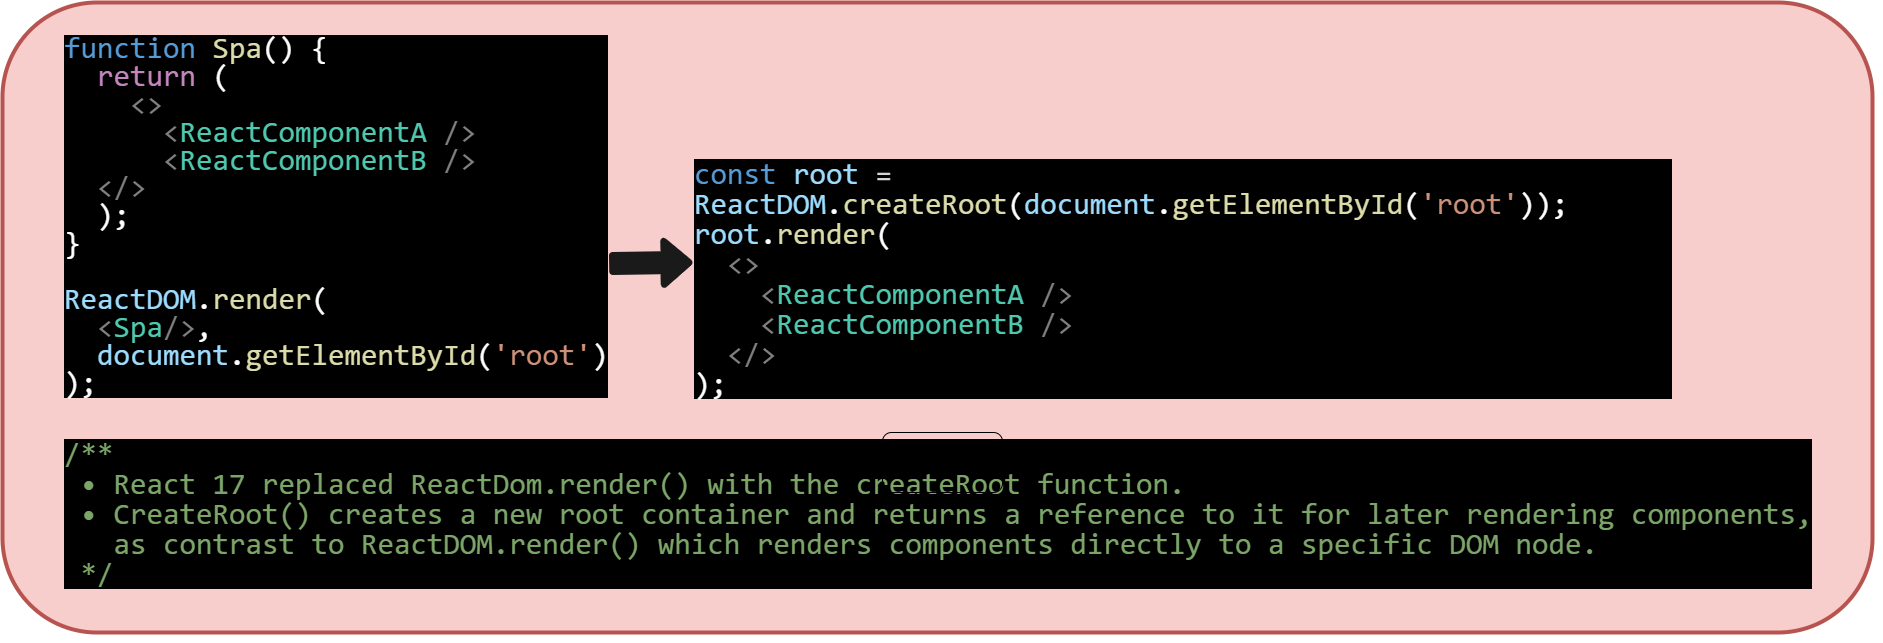 function Spa() {
  return (
    <>
      <ReactComponentA />
      <ReactComponentB />
  </>
  );
}

ReactDOM.render(
  <Spa/>,
  document.getElementById('root')
);
const root =
ReactDOM.createRoot(document.getElementById('root'));
root.render(
  <>
    <ReactComponentA />
    <ReactComponentB />
  </>
);
/**
 • React 17 replaced ReactDom.render() with the createRoot function.
 • CreateRoot() creates a new root container and returns a reference to it for later rendering components,
   as contrast to ReactDOM.render() which renders components directly to a specific DOM node.
 */